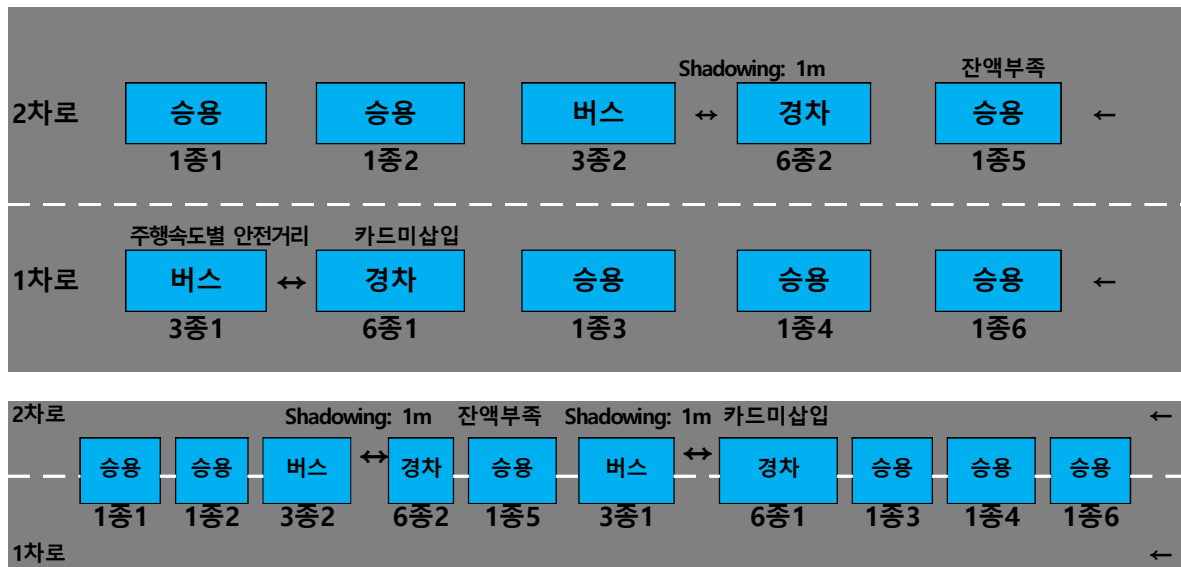 Shadowing: 1m 잔액부족
2차로 승용 승용 버스 ↔ 경차 승용 ←
1종1 1종2 3종2 6종2 1종5
주행속도별 안전거리 카드미삽입
1차로 버스 ↔ 경차 승용 승용 승용 ←
3종1 6종1 1종3 1종4 1종6
2차로 Shadowing: 1m 잔액부족 Shadowing: 1m 카드미삽입 ←
승용 승용 버스 ↔ 경차 승용 버스 ↔ 경차 승용 승용 승용
1종1 1종2 3종2 6종2 1종5 3종1 6종1 1종3 1종4 1종6
1차로 ←